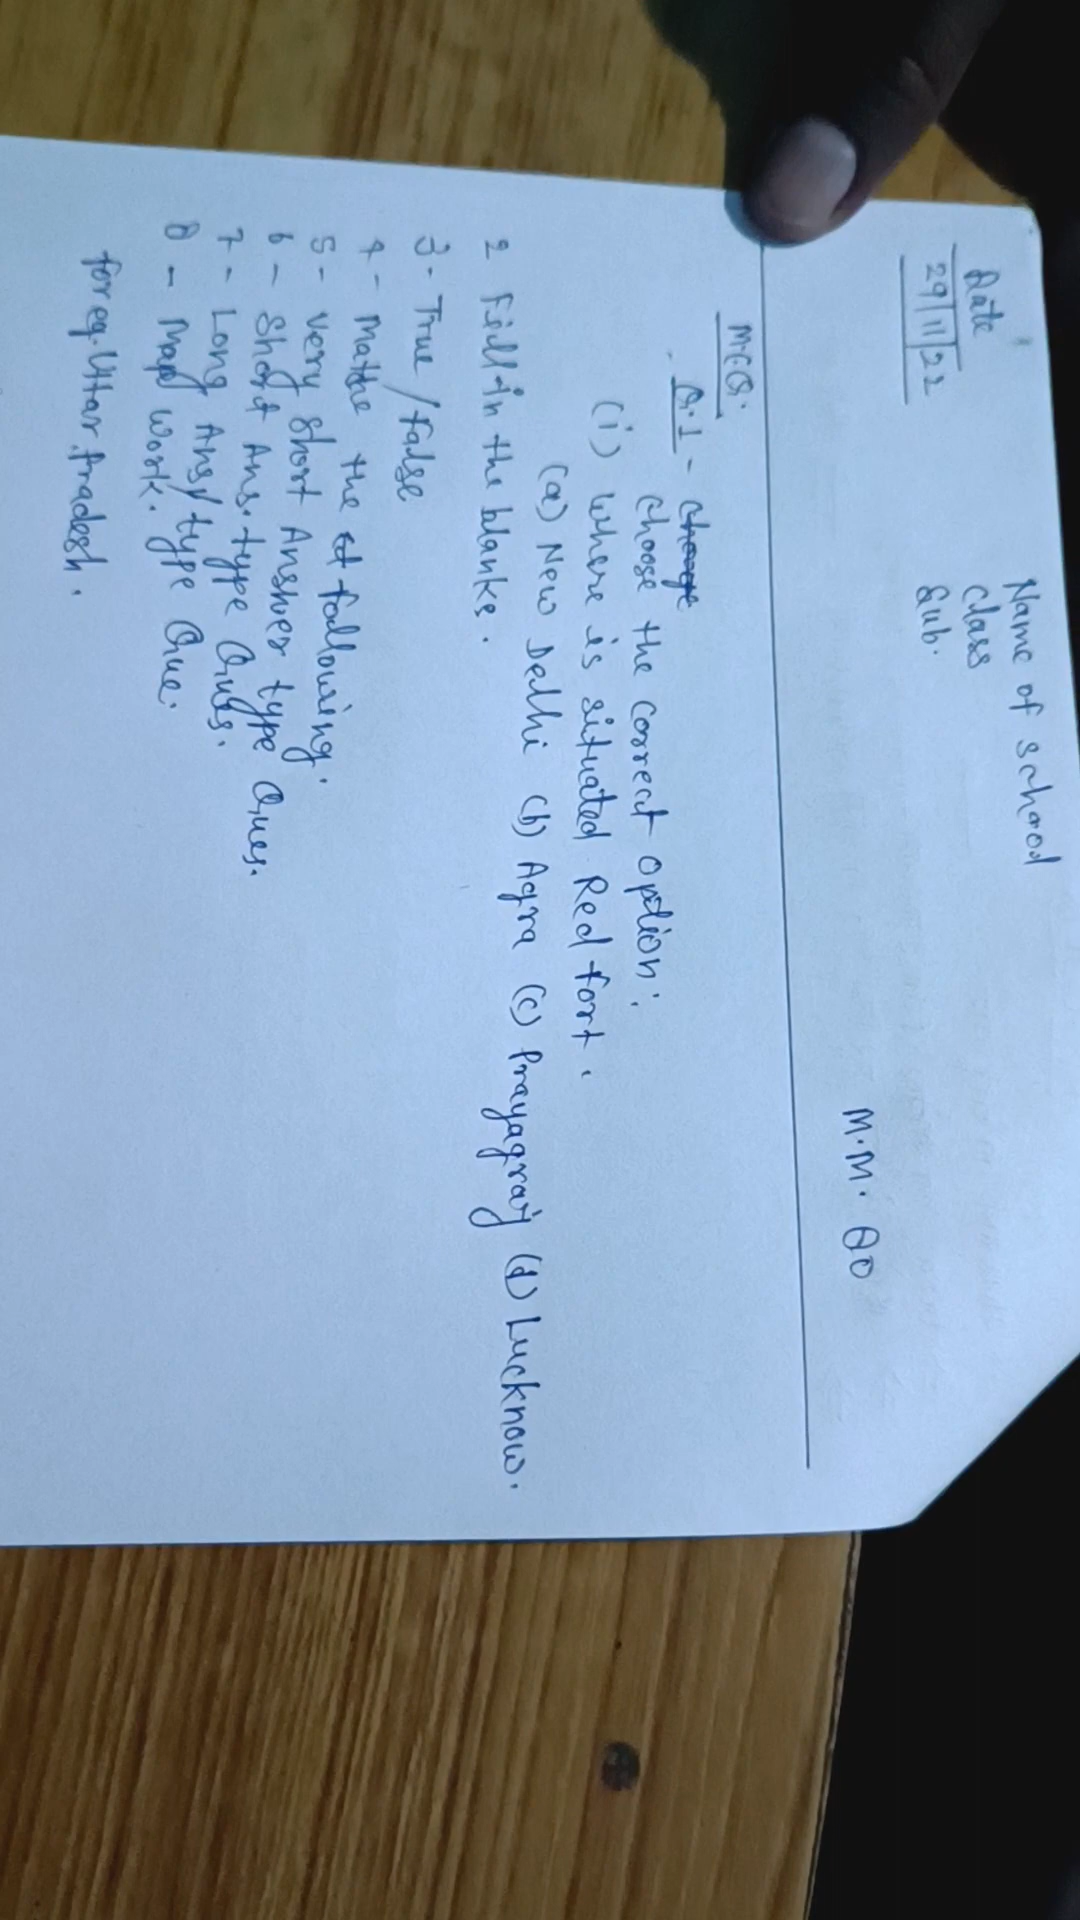 Name of school
Date
Class
29/11/22
Sub.
M.M. 80
M.C.Q.
Q.1 -
Choose the correct option:
(i) Where is situated Red fort.
(a) New Delhi (b) Agra (c) Prayagraj (d) Lucknow.
2 Fill-in the blanks.
3 - True / false
4 - Matche the following.
5 - Very short Answer type Ques.
6 - Short Ans. type Ques.
7 - Long Ans/type Que.
8 - Map work.
for eg. Uttar Pradesh.